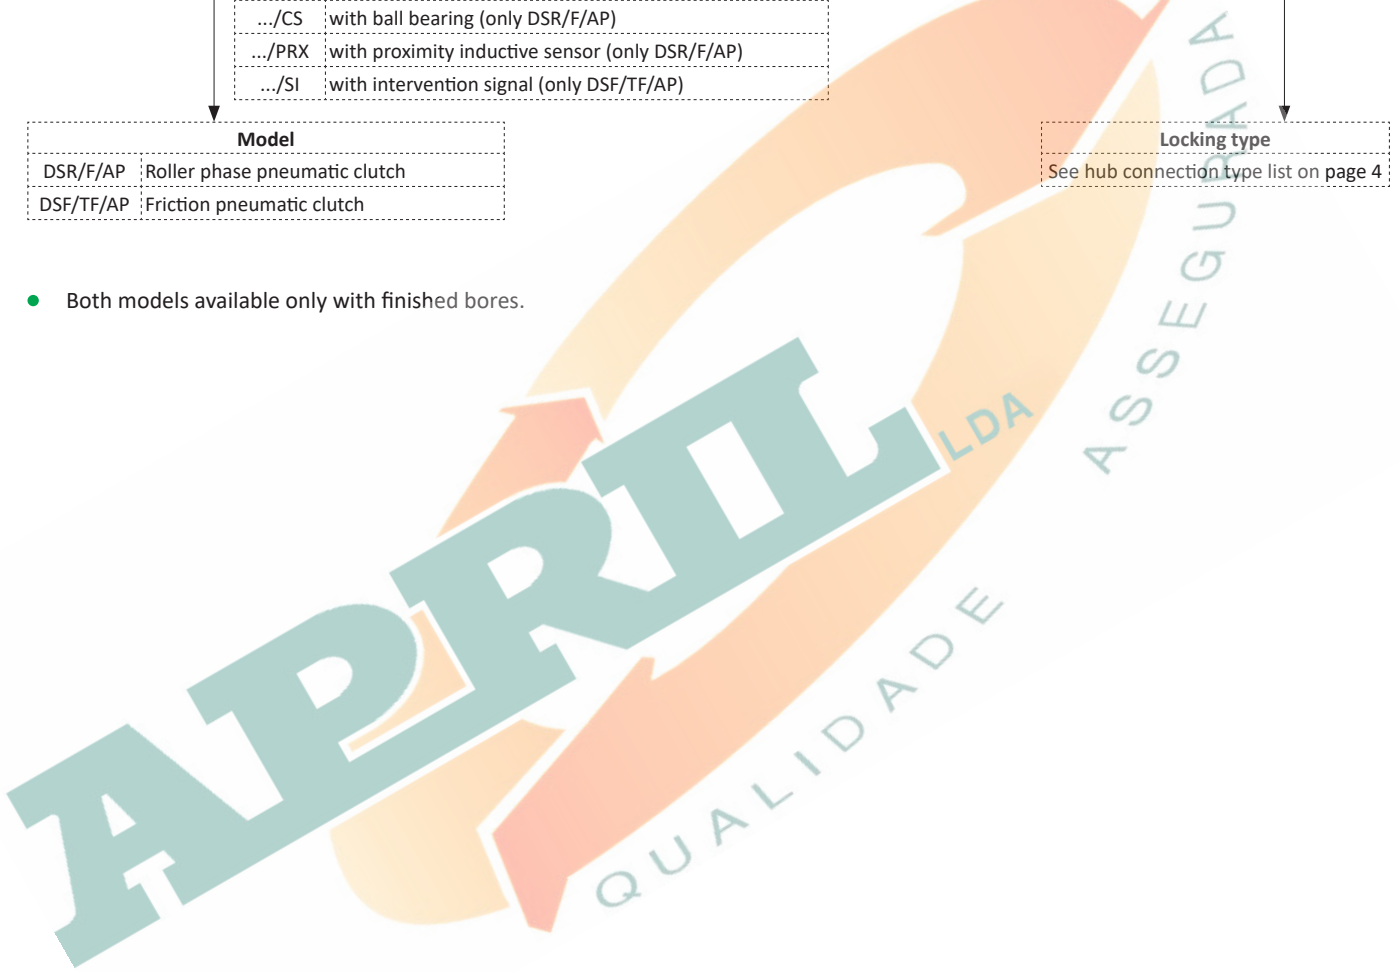 .../CS with ball bearing (only DSR/F/AP)
.../PRX with proximity inductive sensor (only DSR/F/AP)
.../SI with intervention signal (only DSF/TF/AP)
Model
DSR/F/AP Roller phase pneumatic clutch
DSF/TF/AP Friction pneumatic clutch
Locking type
See hub connection type list on page 4
• Both models available only with finished bores.
APRIL LDA
QUALIDADE ASSEGURADA